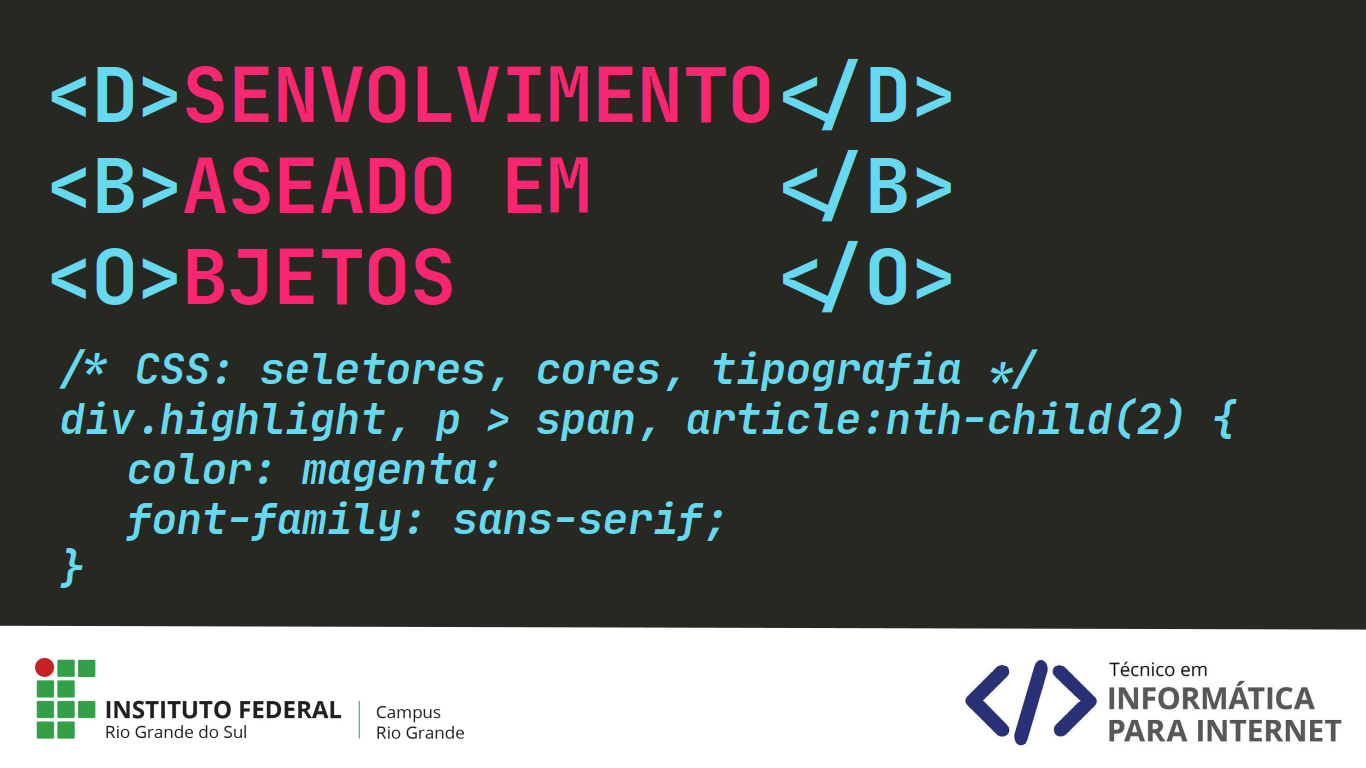 <D>SENVOLVIMENTO</D>
<B>ASEADO EM </B>
<O>BJETOS </O>
/* CSS: seletores, cores, tipografia */
div.highlight, p > span, article:nth-child(2) {
color: magenta;
font-family: sans-serif;
}
INSTITUTO FEDERAL
Rio Grande do Sul
Campus
Rio Grande
</>
Técnico em
INFORMÁTICA
PARA INTERNET